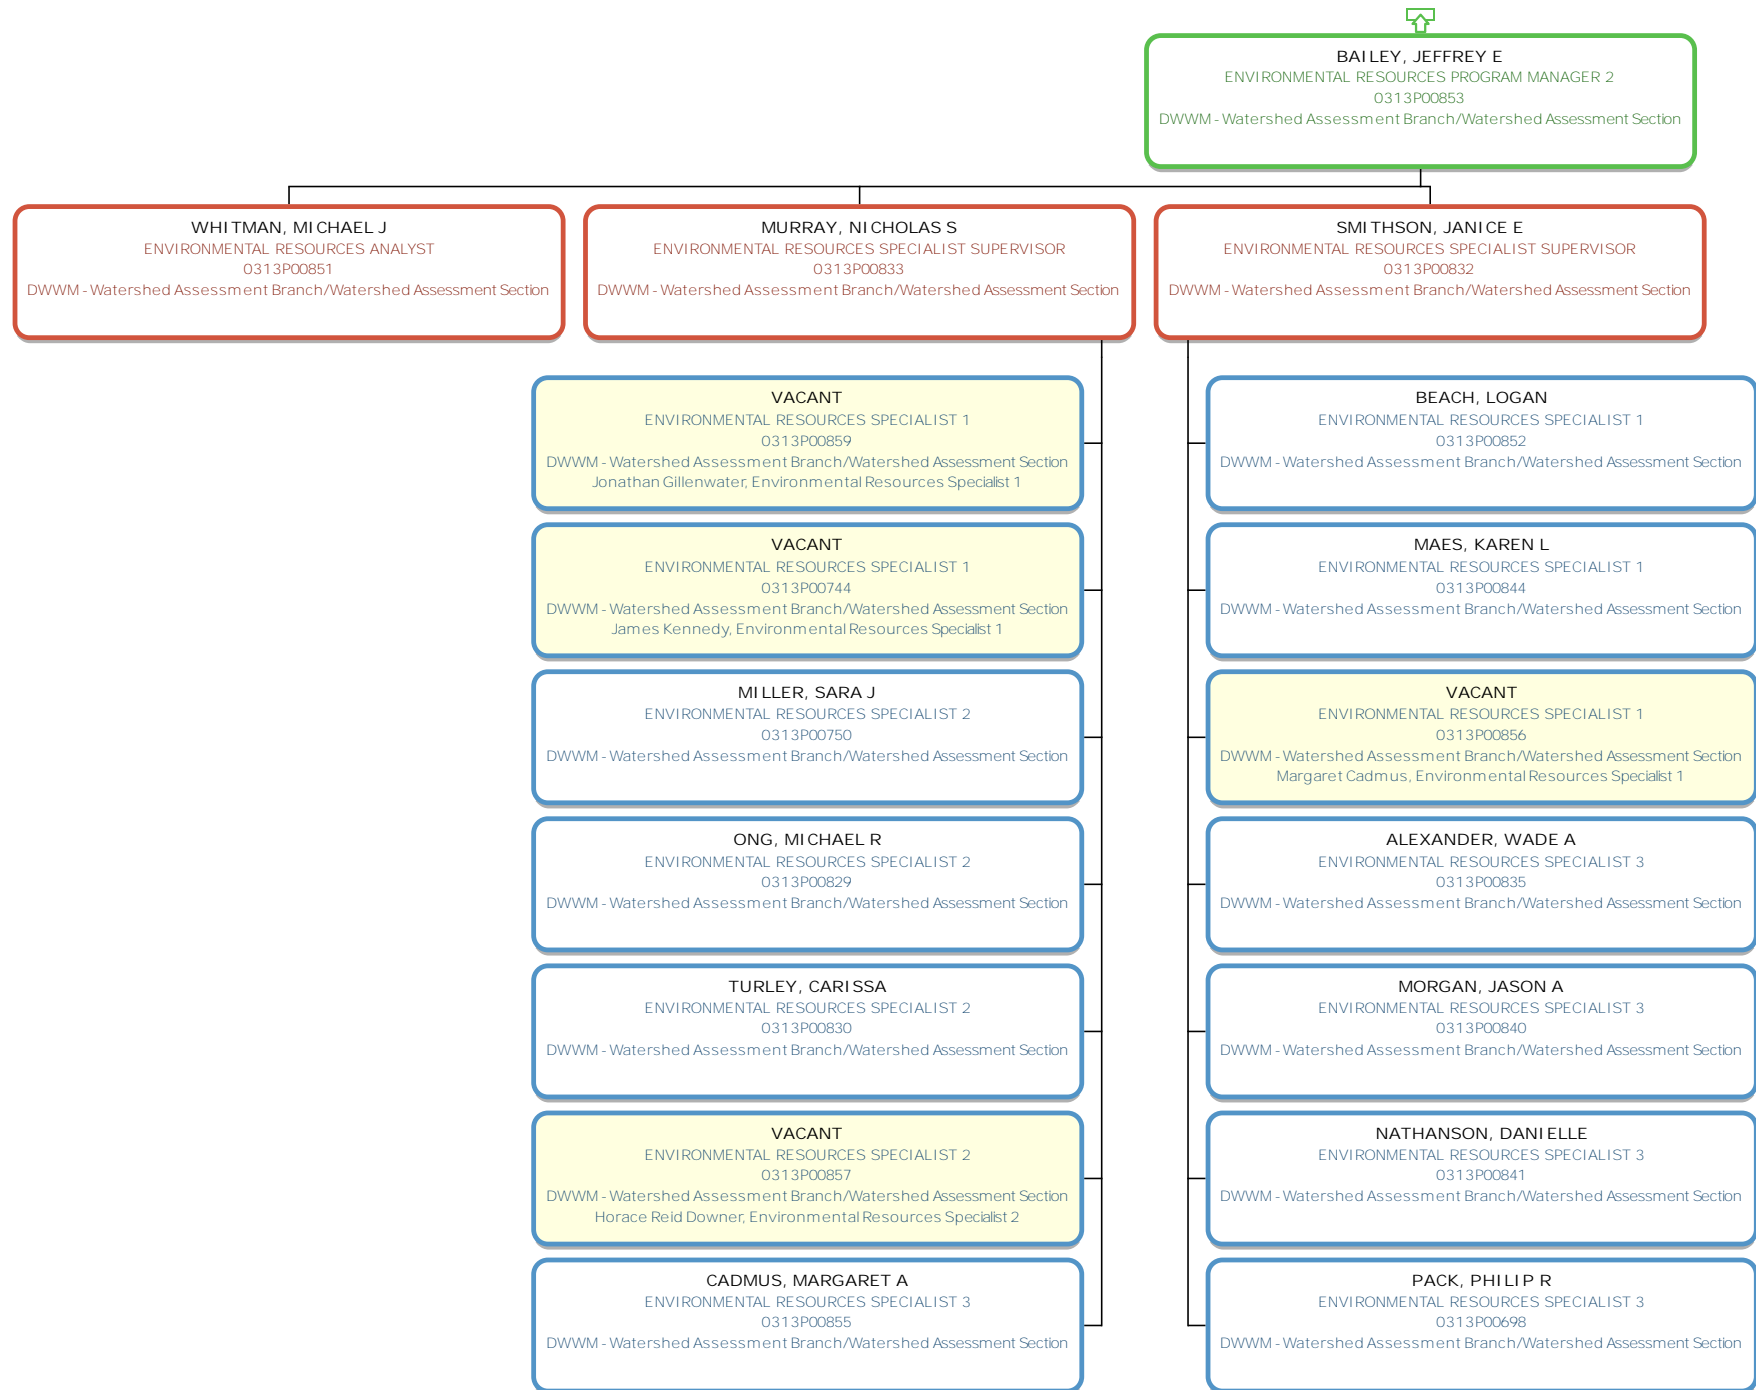 BAILEY, JEFFREY E
ENVIRONMENTAL RESOURCES PROGRAM MANAGER 2
0313P00853
DWWM - Watershed Assessment Branch/Watershed Assessment Section
WHITMAN, MICHAEL J
ENVIRONMENTAL RESOURCES ANALYST
0313P00851
DWWM - Watershed Assessment Branch/Watershed Assessment Section
MURRAY, NICHOLAS S
ENVIRONMENTAL RESOURCES SPECIALIST SUPERVISOR
0313P00833
DWWM - Watershed Assessment Branch/Watershed Assessment Section
SMITHSON, JANICE E
ENVIRONMENTAL RESOURCES SPECIALIST SUPERVISOR
0313P00832
DWWM - Watershed Assessment Branch/Watershed Assessment Section
VACANT
ENVIRONMENTAL RESOURCES SPECIALIST 1
0313P00859
DWWM - Watershed Assessment Branch/Watershed Assessment Section
Jonathan Gillenwater, Environmental Resources Specialist 1
VACANT
ENVIRONMENTAL RESOURCES SPECIALIST 1
0313P00744
DWWM - Watershed Assessment Branch/Watershed Assessment Section
James Kennedy, Environmental Resources Specialist 1
MILLER, SARA J
ENVIRONMENTAL RESOURCES SPECIALIST 2
0313P00750
DWWM - Watershed Assessment Branch/Watershed Assessment Section
ONG, MICHAEL R
ENVIRONMENTAL RESOURCES SPECIALIST 2
0313P00829
DWWM - Watershed Assessment Branch/Watershed Assessment Section
TURLEY, CARISSA
ENVIRONMENTAL RESOURCES SPECIALIST 2
0313P00830
DWWM - Watershed Assessment Branch/Watershed Assessment Section
VACANT
ENVIRONMENTAL RESOURCES SPECIALIST 2
0313P00857
DWWM - Watershed Assessment Branch/Watershed Assessment Section
Horace Reid Downer, Environmental Resources Specialist 2
CADMUS, MARGARET A
ENVIRONMENTAL RESOURCES SPECIALIST 3
0313P00855
DWWM - Watershed Assessment Branch/Watershed Assessment Section
BEACH, LOGAN
ENVIRONMENTAL RESOURCES SPECIALIST 1
0313P00852
DWWM - Watershed Assessment Branch/Watershed Assessment Section
MAES, KAREN L
ENVIRONMENTAL RESOURCES SPECIALIST 1
0313P00844
DWWM - Watershed Assessment Branch/Watershed Assessment Section
VACANT
ENVIRONMENTAL RESOURCES SPECIALIST 1
0313P00856
DWWM - Watershed Assessment Branch/Watershed Assessment Section
Margaret Cadmus, Environmental Resources Specialist 1
ALEXANDER, WADE A
ENVIRONMENTAL RESOURCES SPECIALIST 3
0313P00835
DWWM - Watershed Assessment Branch/Watershed Assessment Section
MORGAN, JASON A
ENVIRONMENTAL RESOURCES SPECIALIST 3
0313P00840
DWWM - Watershed Assessment Branch/Watershed Assessment Section
NATHANSON, DANIELLE
ENVIRONMENTAL RESOURCES SPECIALIST 3
0313P00841
DWWM - Watershed Assessment Branch/Watershed Assessment Section
PACK, PHILIP R
ENVIRONMENTAL RESOURCES SPECIALIST 3
0313P00698
DWWM - Watershed Assessment Branch/Watershed Assessment Section